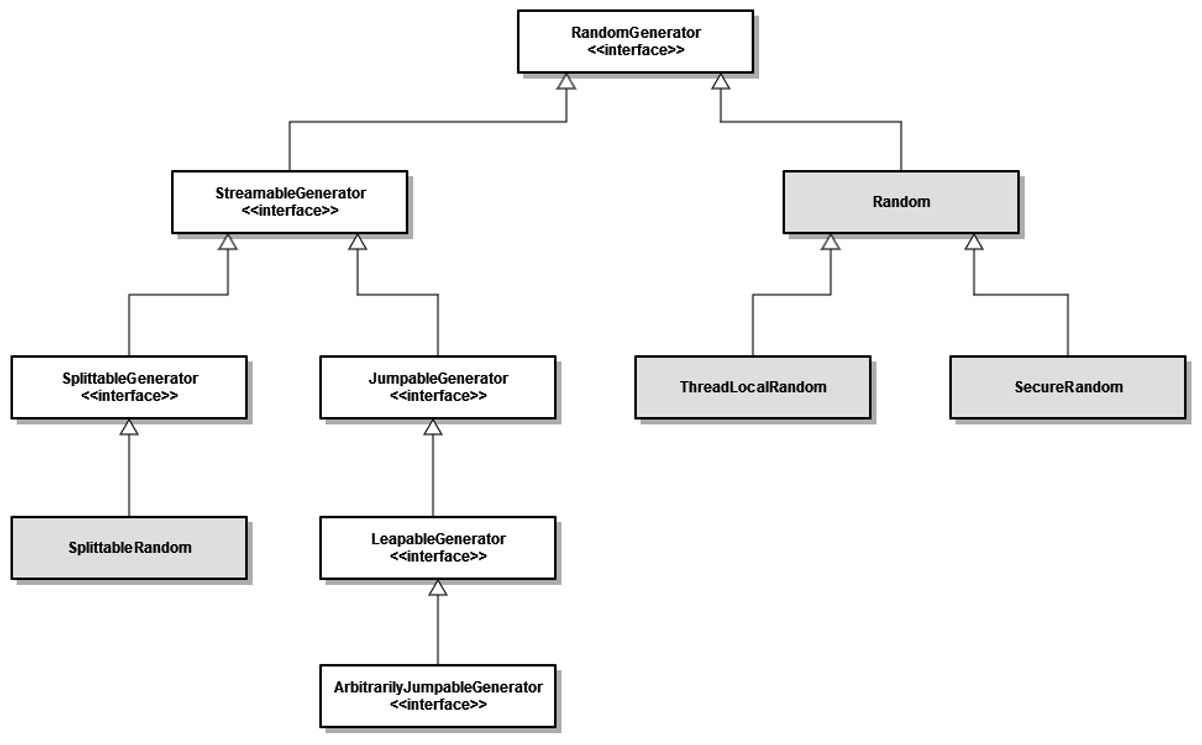 RandomGenerator
<<interface>>
StreamableGenerator
<<interface>>
Random
SplittableGenerator
<<interface>>
JumpableGenerator
<<interface>>
ThreadLocalRandom
SecureRandom
SplittableRandom
LeapableGenerator
<<interface>>
ArbitrarilyJumpableGenerator
<<interface>>